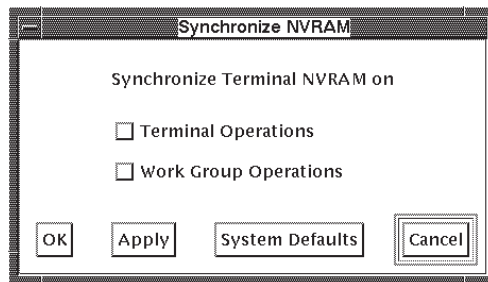 Synchronize NVRAM
Synchronize Terminal NVRAM on
Terminal Operations
Work Group Operations
OK Apply System Defaults Cancel